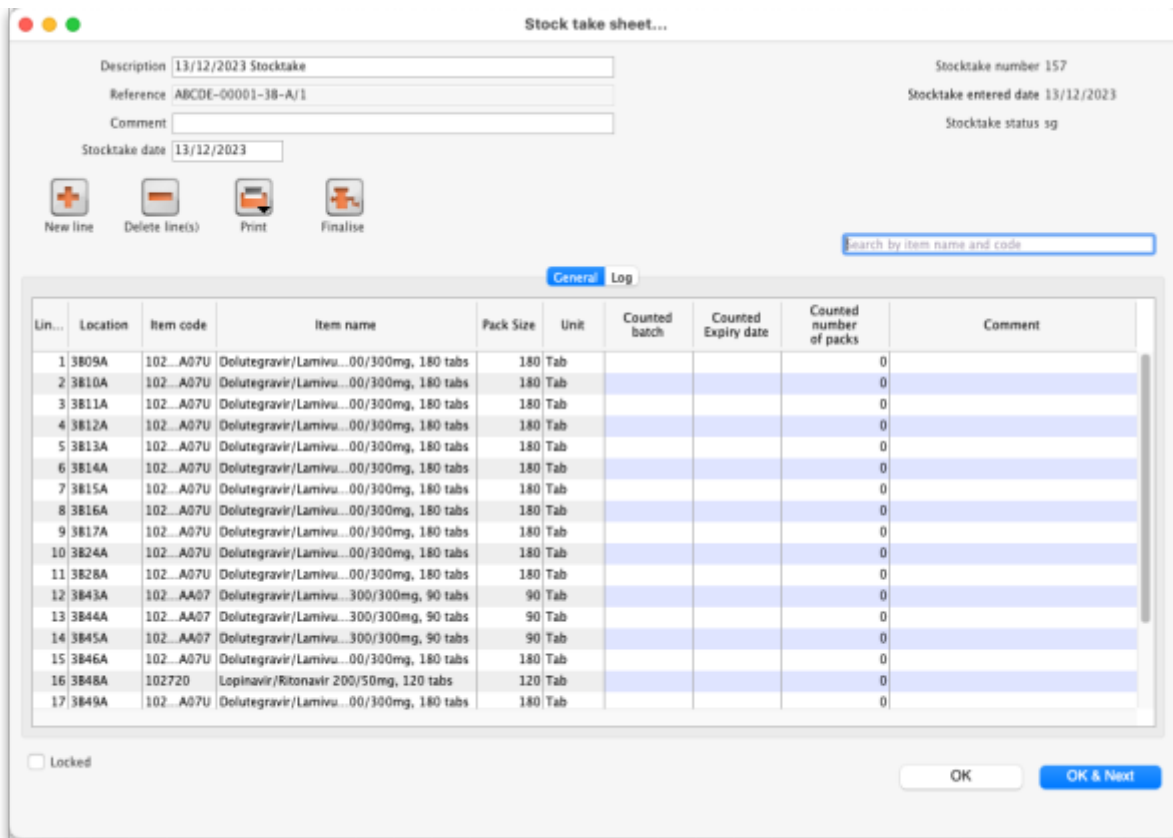 Stock take sheet...
Description 13/12/2023 Stocktake
Stocktake number 157
Reference ABCDE-00001-38-A/1
Stocktake entered date 13/12/2023
Comment
Stocktake status sg
Stocktake date 13/12/2023
New line Delete line(s) Print Finalise
Search by item name and code
General Log
Lin... Location Item code Item name Pack Size Unit Counted batch Counted Expiry date Counted number of packs Comment
1 3B09A 102...A07U Dolutegravir/Lamivu...00/300mg, 180 tabs 180 Tab 0
2 3B10A 102...A07U Dolutegravir/Lamivu...00/300mg, 180 tabs 180 Tab 0
3 3B11A 102...A07U Dolutegravir/Lamivu...00/300mg, 180 tabs 180 Tab 0
4 3B12A 102...A07U Dolutegravir/Lamivu...00/300mg, 180 tabs 180 Tab 0
5 3B13A 102...A07U Dolutegravir/Lamivu...00/300mg, 180 tabs 180 Tab 0
6 3B14A 102...A07U Dolutegravir/Lamivu...00/300mg, 180 tabs 180 Tab 0
7 3B15A 102...A07U Dolutegravir/Lamivu...00/300mg, 180 tabs 180 Tab 0
8 3B16A 102...A07U Dolutegravir/Lamivu...00/300mg, 180 tabs 180 Tab 0
9 3B17A 102...A07U Dolutegravir/Lamivu...00/300mg, 180 tabs 180 Tab 0
10 3B24A 102...A07U Dolutegravir/Lamivu...00/300mg, 180 tabs 180 Tab 0
11 3B28A 102...A07U Dolutegravir/Lamivu...00/300mg, 180 tabs 180 Tab 0
12 3B43A 102...AA07 Dolutegravir/Lamivu...300/300mg, 90 tabs 90 Tab 0
13 3B44A 102...AA07 Dolutegravir/Lamivu...300/300mg, 90 tabs 90 Tab 0
14 3B45A 102...AA07 Dolutegravir/Lamivu...300/300mg, 90 tabs 90 Tab 0
15 3B46A 102...A07U Dolutegravir/Lamivu...00/300mg, 180 tabs 180 Tab 0
16 3B48A 102720 Lopinavir/Ritonavir 200/50mg, 120 tabs 120 Tab 0
17 3B49A 102...A07U Dolutegravir/Lamivu...00/300mg, 180 tabs 180 Tab 0
Locked
OK OK & Next